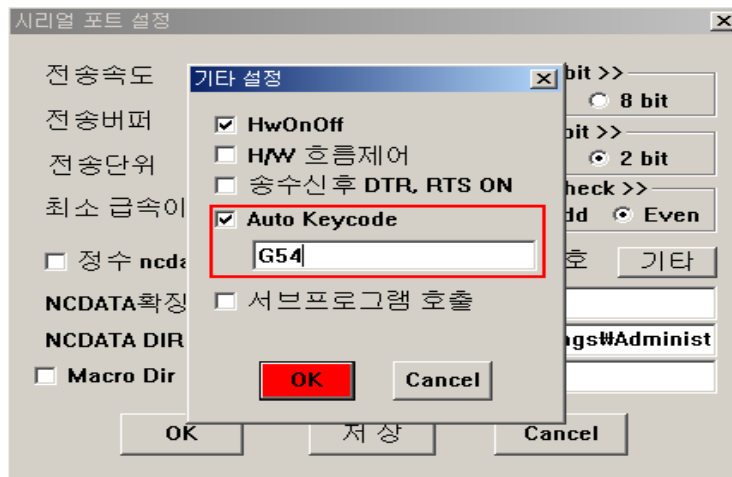 시리얼 포트 설정
전송속도
bit >>
8 bit
전송버퍼
bit >>
2 bit
전송단위
heck >>
최소 급속이
dd Even
정수 ncda
호 기타
NCDATA확장
NCDATA DIR
ngs₩Administ
Macro Dir
OK 저 장 Cancel
기타 설정
HwOnOff
H/W 흐름제어
송수신후 DTR, RTS ON
Auto Keycode
G54
서브프로그램 호출
OK Cancel